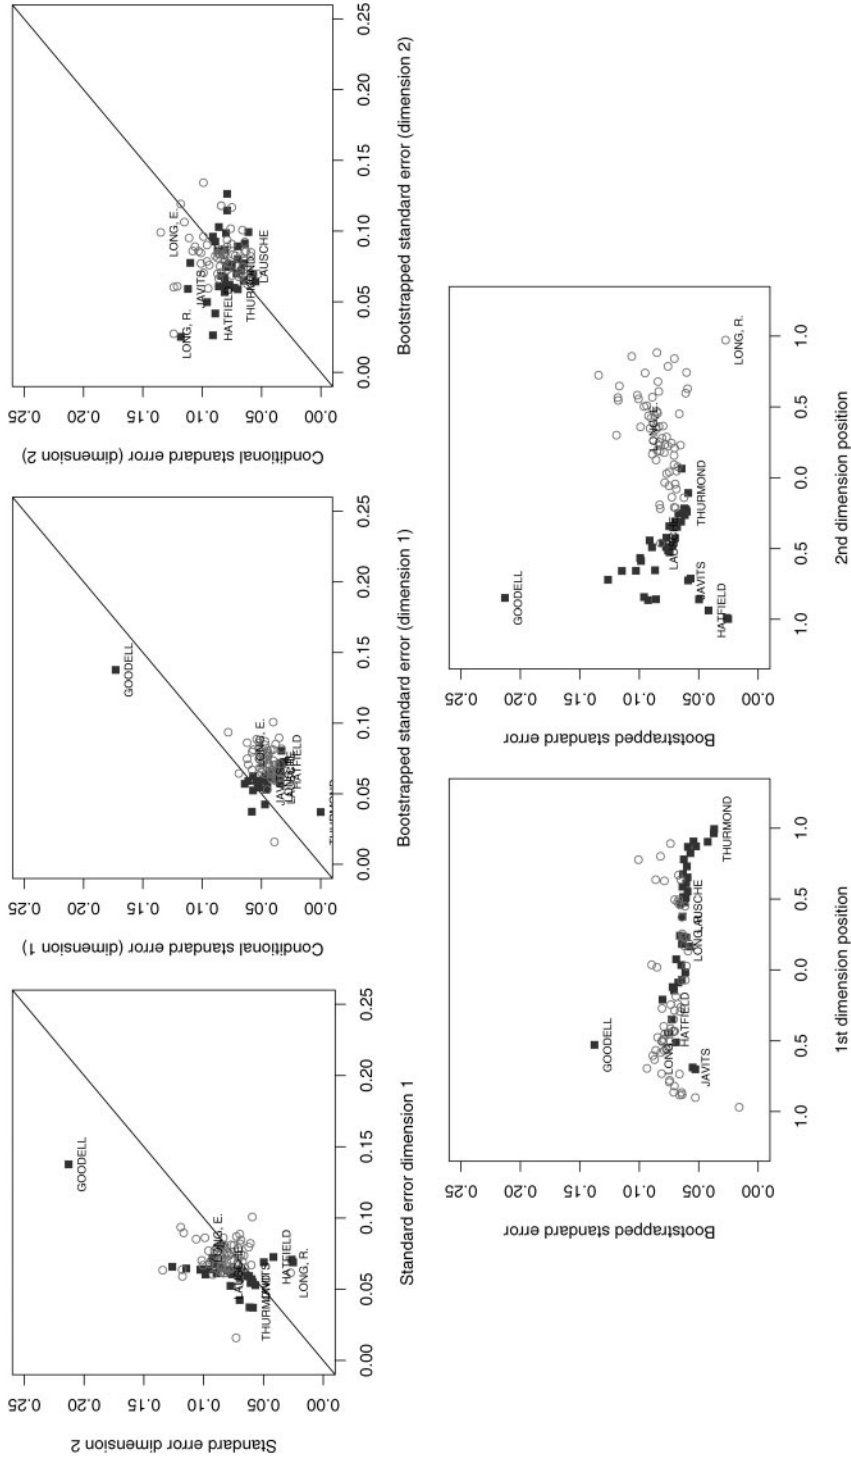 Standard error dimension 2
0.25
0.20
0.15
0.10
0.05
0.00
GOODELL
LONG, E.
LAUSCHE
JAVITS
HATFIELD
THURMOND
LONG, R.
0.00 0.05 0.10 0.15 0.20 0.25
Standard error dimension 1
Conditional standard error (dimension 1)
0.25
0.20
0.15
0.10
0.05
0.00
GOODELL
LONG, E.
JAVITS
LAUSCHE
HATFIELD
THURMOND
0.00 0.05 0.10 0.15 0.20 0.25
Bootstrapped standard error (dimension 1)
Conditional standard error (dimension 2)
0.25
0.20
0.15
0.10
0.05
0.00
LONG, E.
JAVITS
LONG, R.
HATFIELD
THURMOND
LAUSCHE
0.00 0.05 0.10 0.15 0.20 0.25
Bootstrapped standard error (dimension 2)
Bootstrapped standard error
0.25
0.20
0.15
0.10
0.05
0.00
GOODELL
LONG, E.
HATFIELD
JAVITS
LONG, R.
LAUSCHE
THURMOND
1.0 0.5 0.0 0.5 1.0
1st dimension position
Bootstrapped standard error
0.25
0.20
0.15
0.10
0.05
0.00
GOODELL
LONG, E.
LAUSCHE
JAVITS
HATFIELD
THURMOND
LONG, R.
1.0 0.5 0.0 0.5 1.0
2nd dimension position